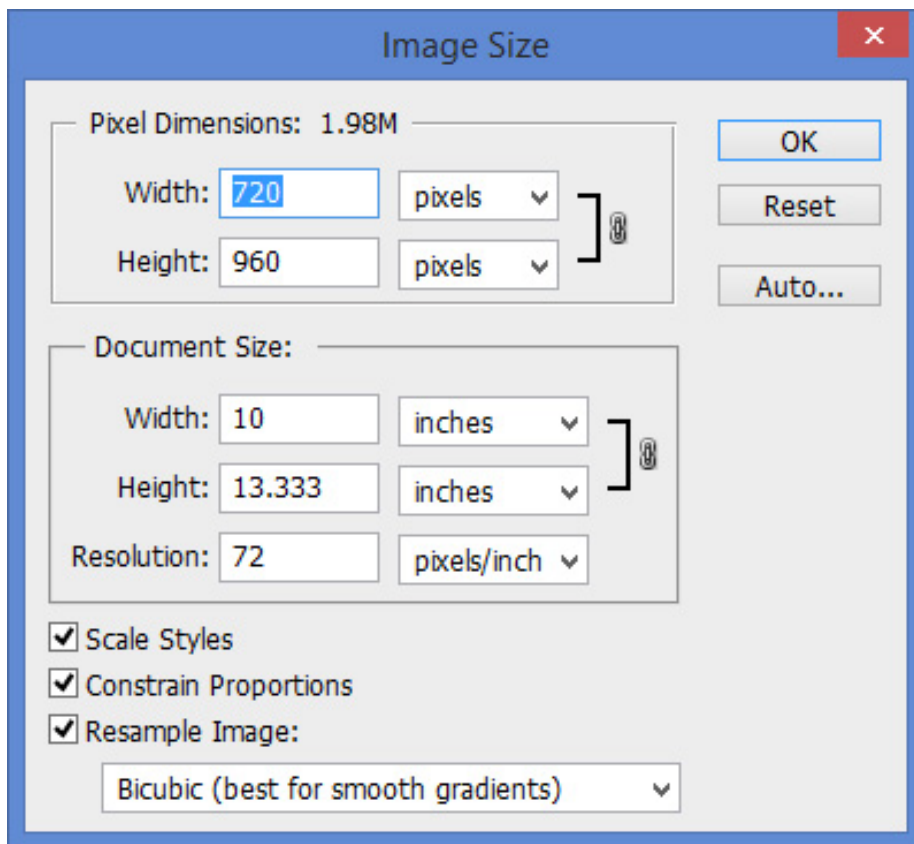 Image Size
Pixel Dimensions: 1.98M
Width: 720 pixels
Height: 960 pixels
OK
Reset
Auto...
Document Size:
Width: 10 inches
Height: 13.333 inches
Resolution: 72 pixels/inch
Scale Styles
Constrain Proportions
Resample Image:
Bicubic (best for smooth gradients)